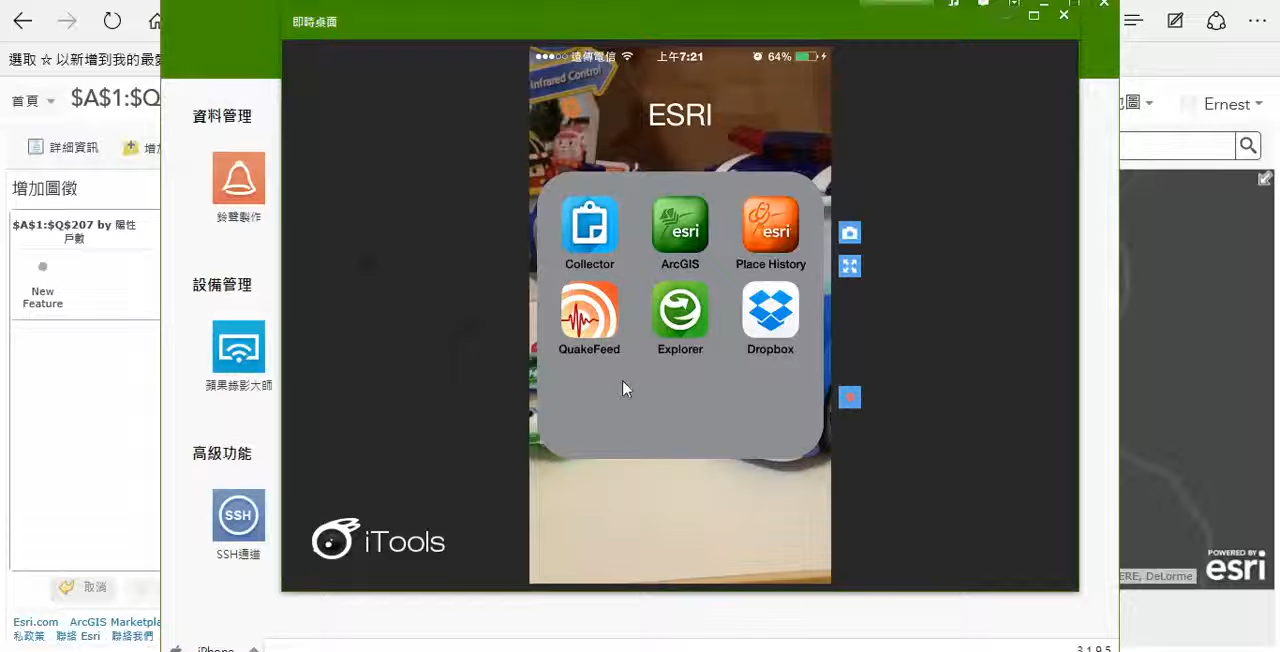 即時桌面
選取 ☆ 以新增到我的最愛
首頁
$A$1:$Q
Ernest
詳細資訊
增加圖徵
$A$1:$Q$207 by 陽性
戶數
New
Feature
取消
Esri.com ArcGIS Marketpla
私政策 聯絡 Esri 聯絡我們
資料管理
鈴聲製作
設備管理
蘋果錄影大師
高級功能
SSH
SSH通道
遠傳電信
上午7:21
64%
Infrared Control
ESRI
esri
esri
Collector
ArcGIS
Place History
QuakeFeed
Explorer
Dropbox
iTools
POWERED BY
esri
ERE, DeLorme
iPhone
3.1.9.5